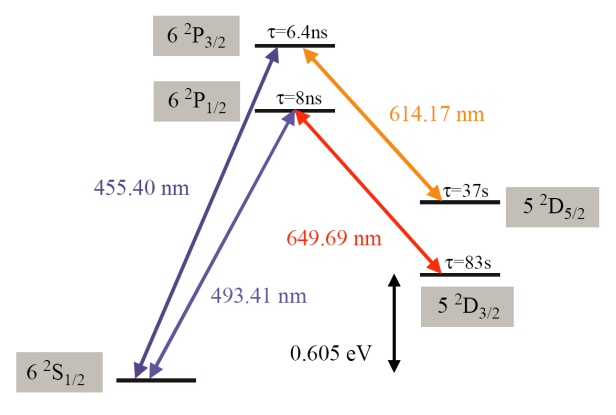 6 ²P₃/₂
τ=6.4ns
6 ²P₁/₂
τ=8ns
614.17 nm
455.40 nm
τ=37s
5 ²D₅/₂
649.69 nm
τ=83s
493.41 nm
5 ²D₃/₂
0.605 eV
6 ²S₁/₂